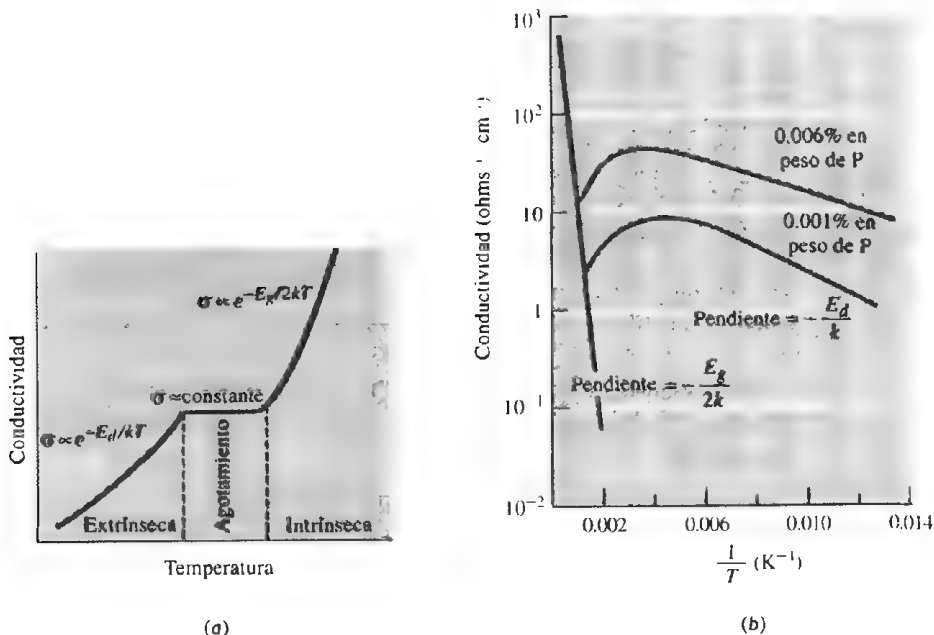 Conductividad
σ ∝ e^{-E_g/2kT}
σ ≈ constante
σ ∝ e^{-E_d/kT}
Extrínseca
Agotamiento
Intrínseca
Temperatura
(a)
Conductividad (ohms⁻¹ cm⁻¹)
10³
10²
10
1
10⁻¹
10⁻²
0.006% en
peso de P
0.001% en
peso de P
Pendiente = - E_d/k
Pendiente = - E_g/2k
0.002
0.006
0.010
0.014
1/T (K⁻¹)
(b)